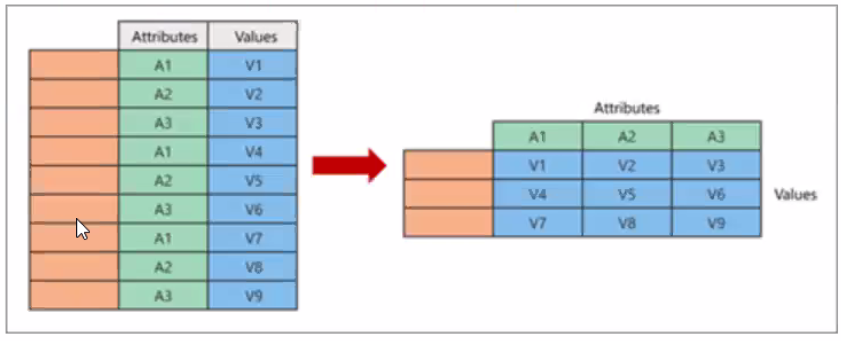 Attributes Values
A1 V1
A2 V2
A3 V3
A1 V4
A2 V5
A3 V6
A1 V7
A2 V8
A3 V9
Attributes
A1 A2 A3
V1 V2 V3
V4 V5 V6
Values
V7 V8 V9